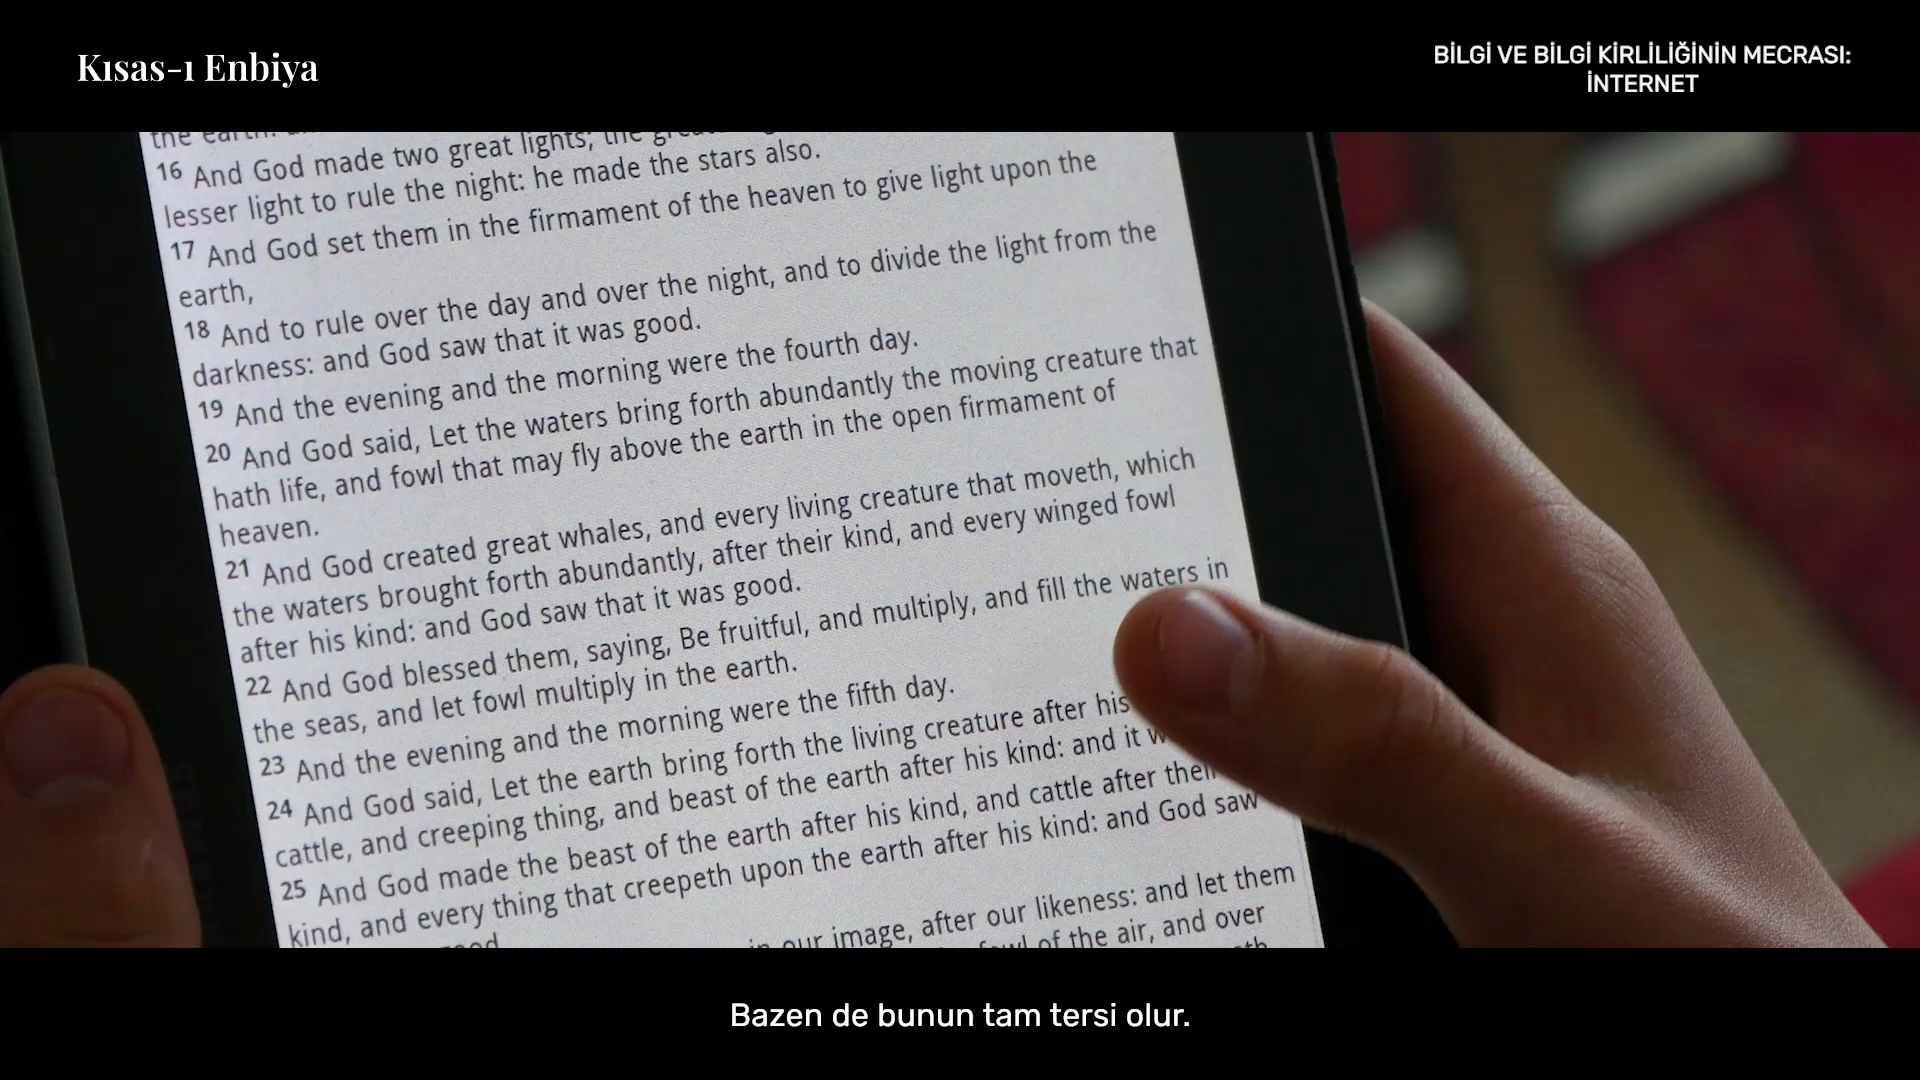 Kısas-ı Enbiya
BİLGİ VE BİLGİ KİRLİLİĞİNİN MECRASI:
İNTERNET
the earth:
16 And God made two great lights; the
lesser light to rule the night: he made the stars also.
17 And God set them in the firmament of the heaven to give light upon the
earth,
18 And to rule over the day and over the night, and to divide the light from the
darkness: and God saw that it was good.
19 And the evening and the morning were the fourth day.
20 And God said, Let the waters bring forth abundantly the moving creature that
hath life, and fowl that may fly above the earth in the open firmament of
heaven.
21 And God created great whales, and every living creature that moveth, which
the waters brought forth abundantly, after their kind, and every winged fowl
after his kind: and God saw that it was good.
22 And God blessed them, saying, Be fruitful, and multiply, and fill the waters in
the seas, and let fowl multiply in the earth.
23 And the evening and the morning were the fifth day.
24 And God said, Let the earth bring forth the living creature after his
cattle, and creeping thing, and beast of the earth after his kind: and it
25 And God made the beast of the earth after his kind, and cattle after their
kind, and every thing that creepeth upon the earth after his kind: and God saw
in our image, after our likeness: and let them
fowl of the air, and over
Bazen de bunun tam tersi olur.